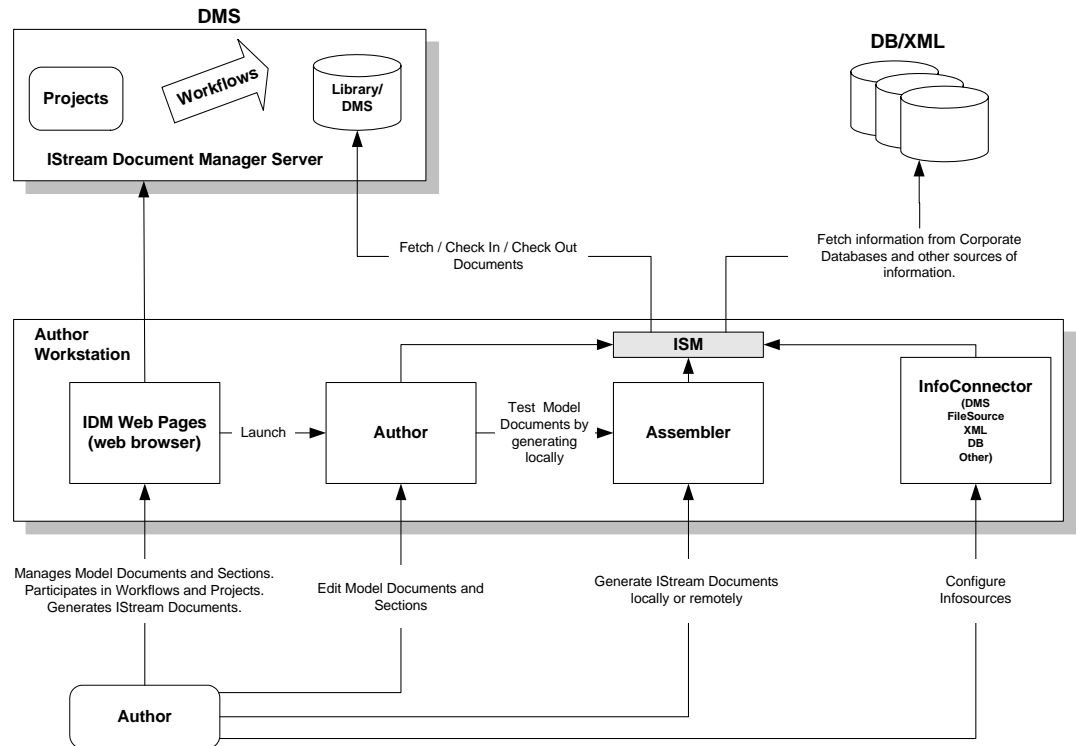 DMS
DB/XML
Projects
Workflows
Library/
DMS
IStream Document Manager Server
Fetch / Check In / Check Out
Documents
Fetch information from Corporate
Databases and other sources of
information.
Author
Workstation
ISM
IDM Web Pages
(web browser)
Launch
Author
Test Model
Documents by
generating
locally
Assembler
InfoConnector
(DMS
FileSource
XML
DB
Other)
Manages Model Documents and Sections.
Participates in Workflows and Projects.
Generates IStream Documents.
Edit Model Documents and
Sections
Generate IStream Documents
locally or remotely
Configure
Infosources
Author